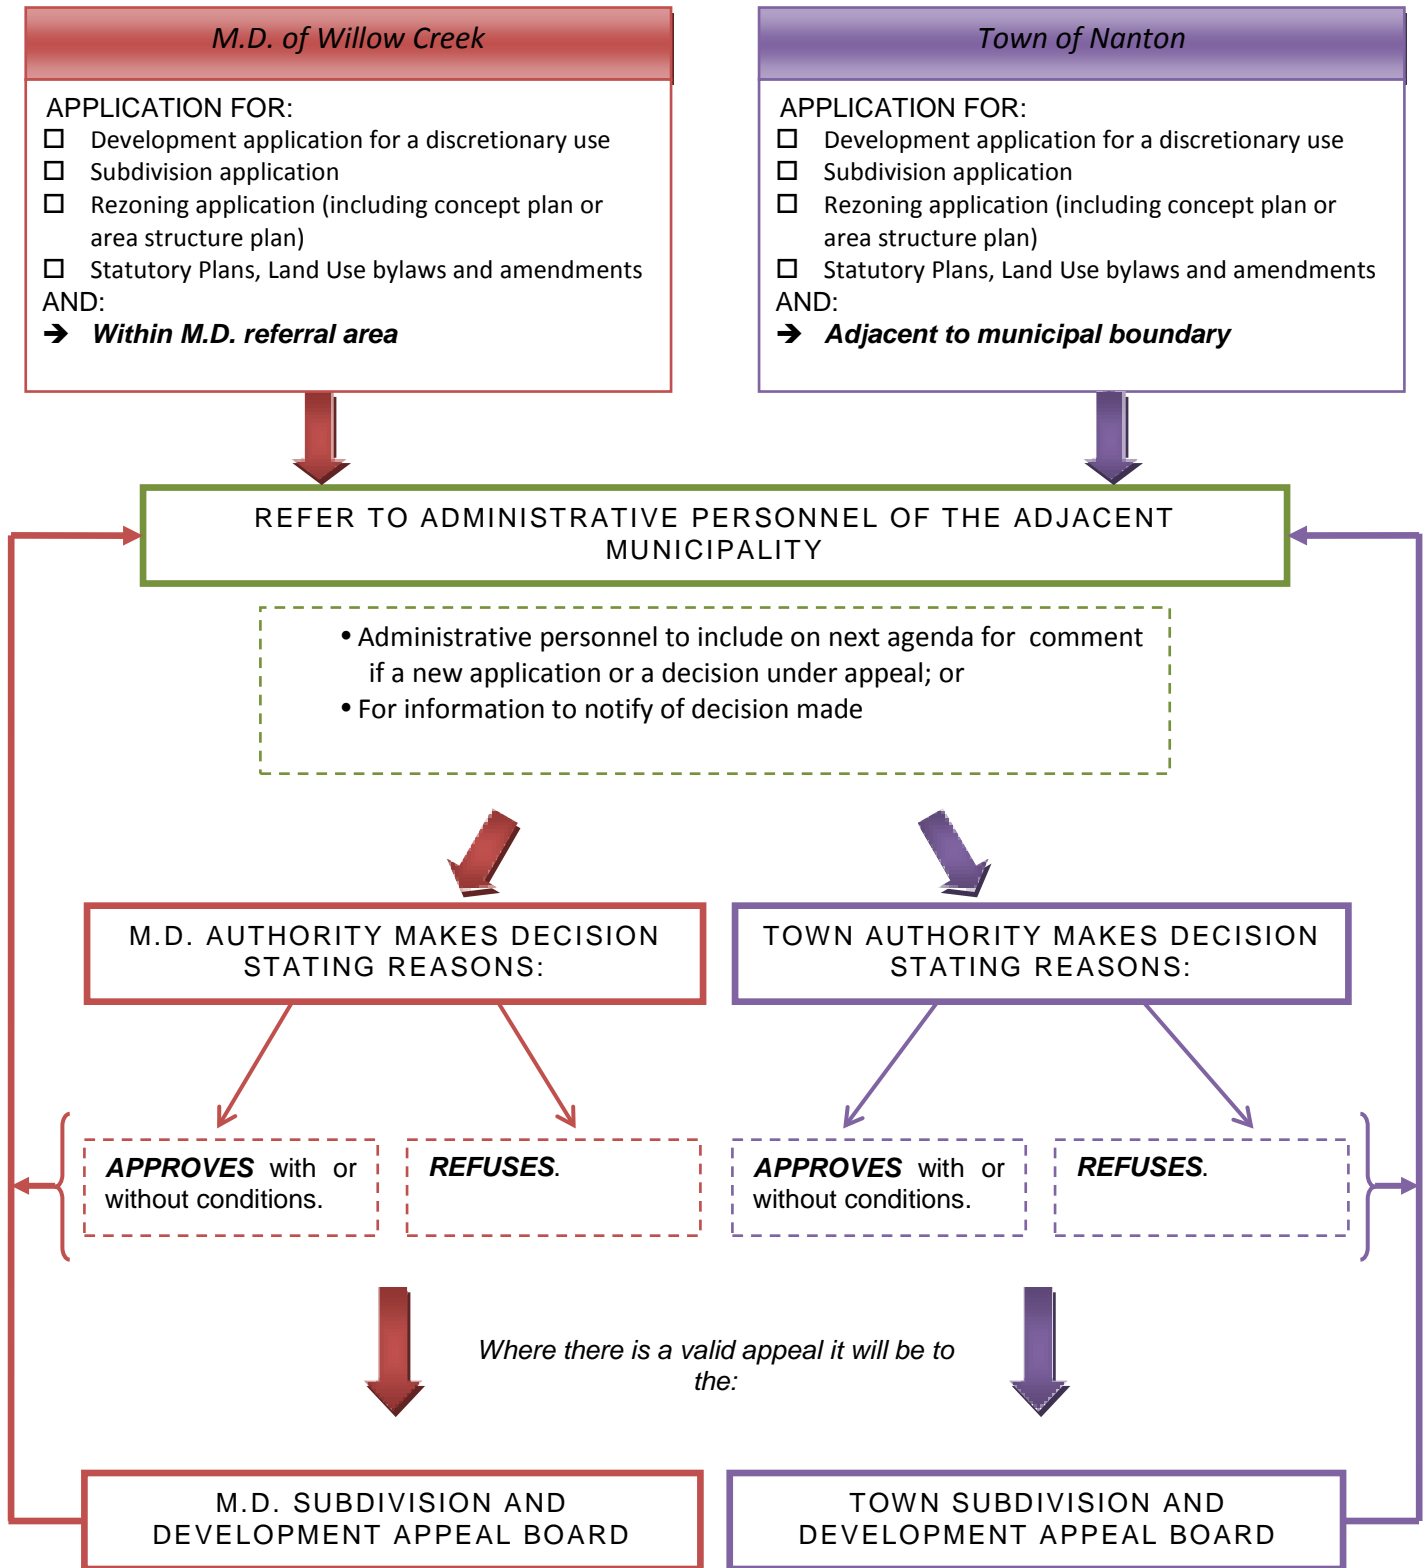 M.D. of Willow Creek
APPLICATION FOR:
☐ Development application for a discretionary use
☐ Subdivision application
☐ Rezoning application (including concept plan or
area structure plan)
☐ Statutory Plans, Land Use bylaws and amendments
AND:
➔ Within M.D. referral area
Town of Nanton
APPLICATION FOR:
☐ Development application for a discretionary use
☐ Subdivision application
☐ Rezoning application (including concept plan or
area structure plan)
☐ Statutory Plans, Land Use bylaws and amendments
AND:
➔ Adjacent to municipal boundary
REFER TO ADMINISTRATIVE PERSONNEL OF THE ADJACENT
MUNICIPALITY
• Administrative personnel to include on next agenda for comment
if a new application or a decision under appeal; or
• For information to notify of decision made
M.D. AUTHORITY MAKES DECISION
STATING REASONS:
TOWN AUTHORITY MAKES DECISION
STATING REASONS:
APPROVES with or
without conditions.
REFUSES.
APPROVES with or
without conditions.
REFUSES.
Where there is a valid appeal it will be to
the:
M.D. SUBDIVISION AND
DEVELOPMENT APPEAL BOARD
TOWN SUBDIVISION AND
DEVELOPMENT APPEAL BOARD